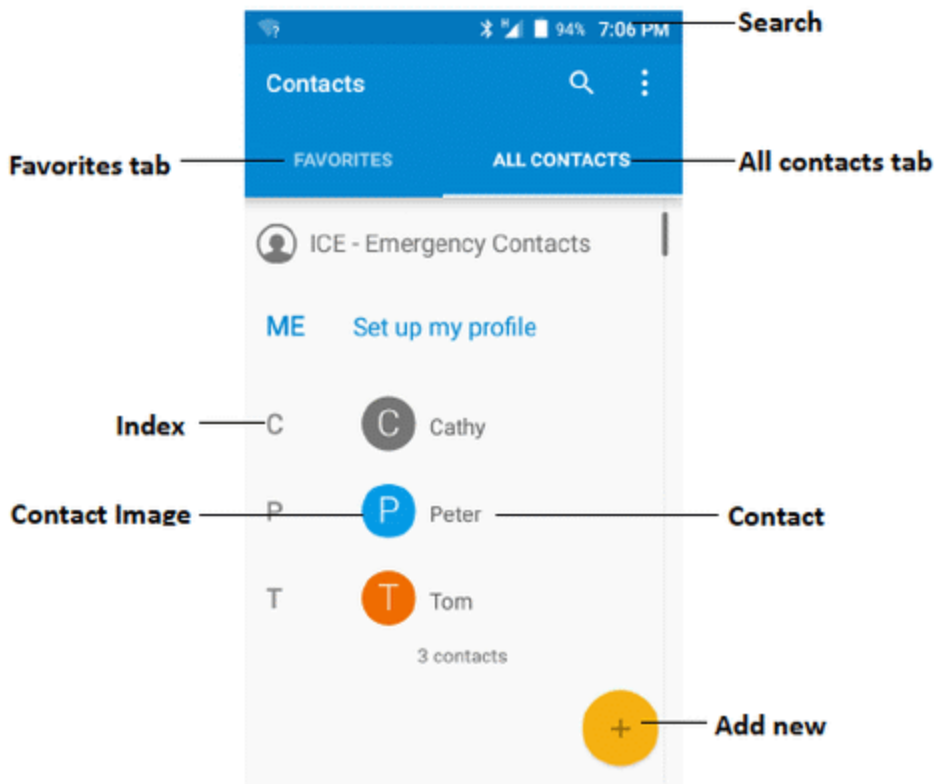 94% 7:06 PM Search
Contacts
Favorites tab FAVORITES ALL CONTACTS All contacts tab
ICE - Emergency Contacts
ME Set up my profile
Index C C Cathy
Contact Image P P Peter Contact
T T Tom
3 contacts
+ Add new